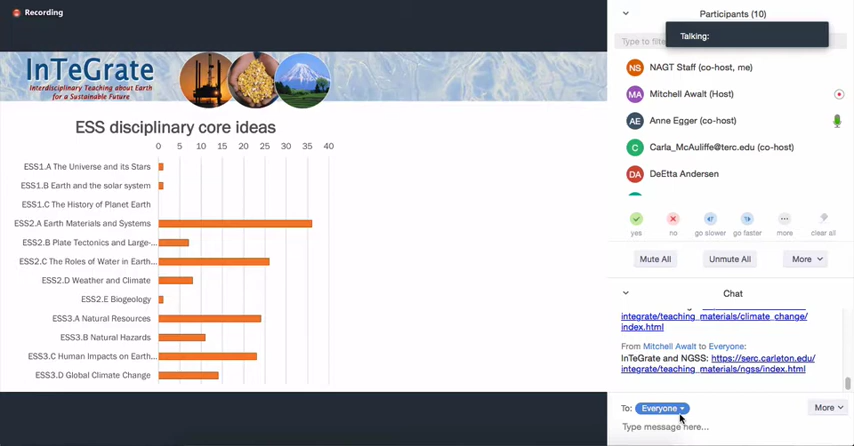 Recording
InTeGrate
Interdisciplinary Teaching about Earth
for a Sustainable Future
ESS disciplinary core ideas
0 5 10 15 20 25 30 35 40
ESS1.A The Universe and its Stars
ESS1.B Earth and the solar system
ESS1.C The History of Planet Earth
ESS2.A Earth Materials and Systems
ESS2.B Plate Tectonics and Large-...
ESS2.C The Roles of Water in Earth...
ESS2.D Weather and Climate
ESS2.E Biogeology
ESS3.A Natural Resources
ESS3.B Natural Hazards
ESS3.C Human Impacts on Earth...
ESS3.D Global Climate Change
Participants (10)
Talking:
Type to filte
NS NAGT Staff (co-host, me)
MA Mitchell Awalt (Host)
AE Anne Egger (co-host)
C Carla_McAuliffe@terc.edu (co-host)
DA DeEtta Andersen
yes no go slower go faster more clear all
Mute All Unmute All More
Chat
integrate/teaching_materials/climate_change/
index.html
From Mitchell Awalt to Everyone:
InTeGrate and NGSS: https://serc.carleton.edu/
integrate/teaching_materials/ngss/index.html
To: Everyone More
Type message here...